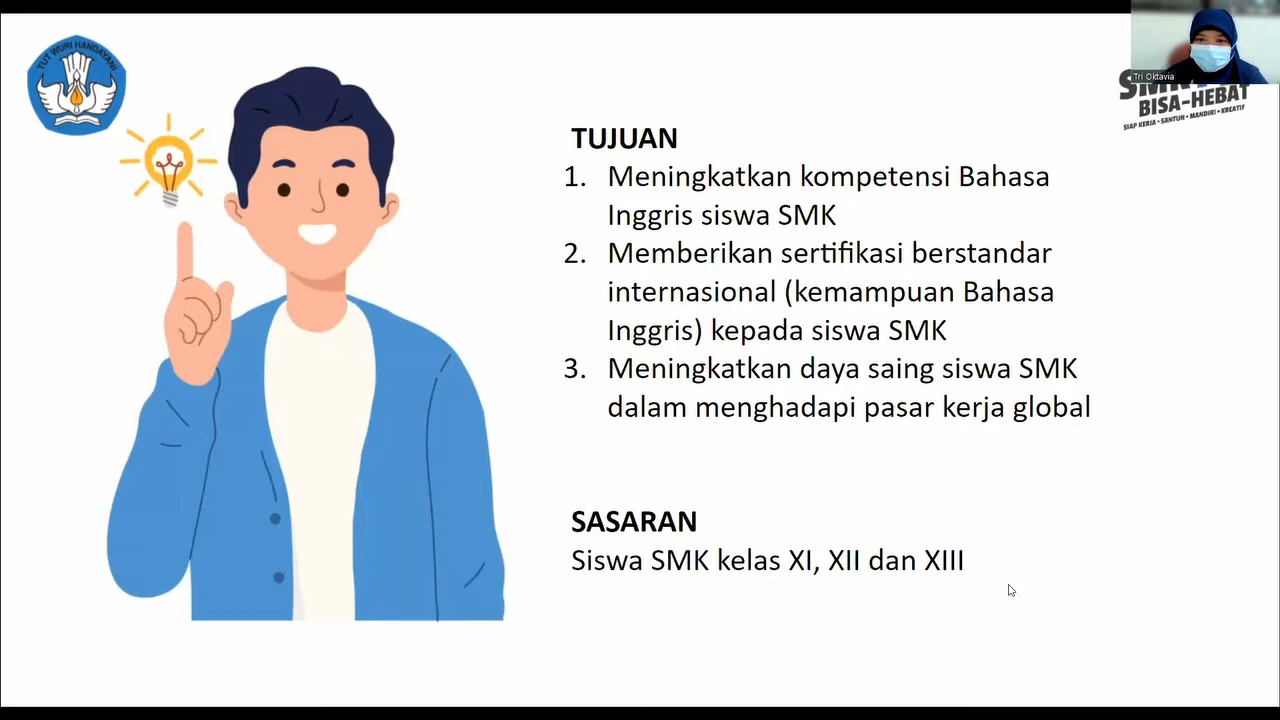 TUT WURI HANDAYANI
Tri Oktavia
BISA-HEBAT
SIAP KERJA • SANTUN • MANDIRI • KREATIF
TUJUAN
1. Meningkatkan kompetensi Bahasa
Inggris siswa SMK
2. Memberikan sertifikasi berstandar
internasional (kemampuan Bahasa
Inggris) kepada siswa SMK
3. Meningkatkan daya saing siswa SMK
dalam menghadapi pasar kerja global
SASARAN
Siswa SMK kelas XI, XII dan XIII